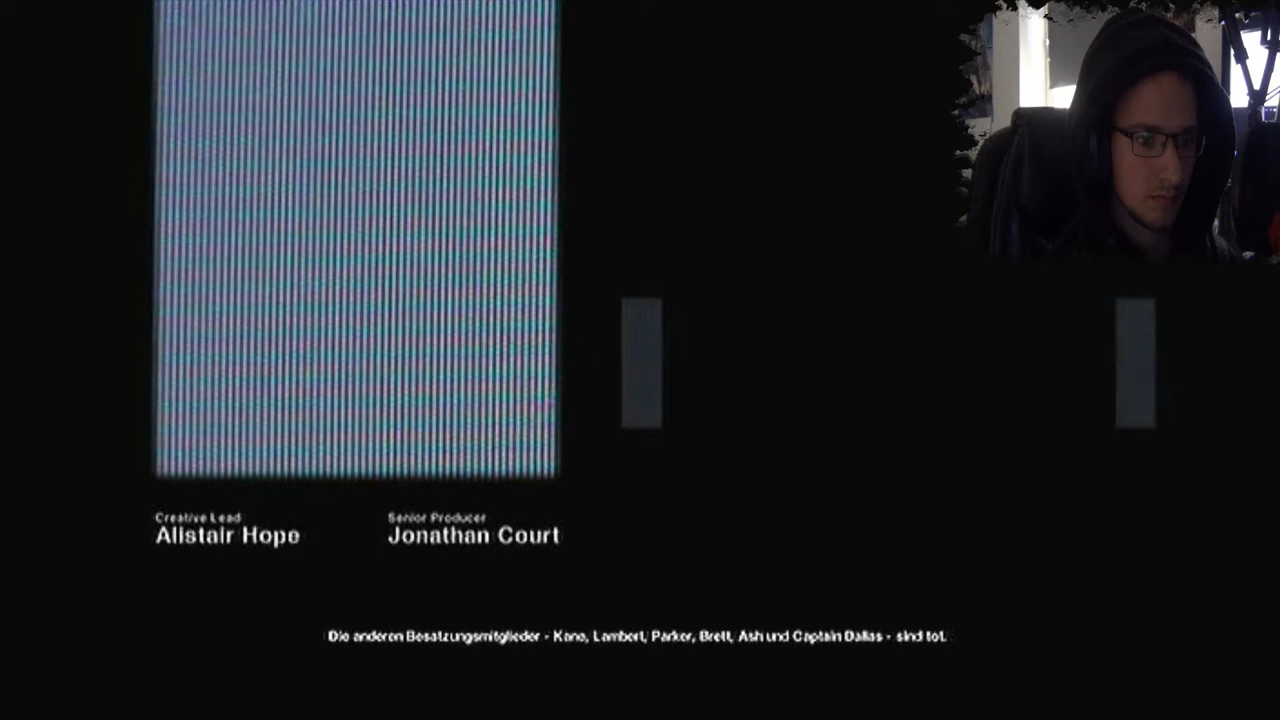 Creative Lead
Alistair Hope
Senior Producer
Jonathan Court
Die anderen Besatzungsmitglieder - Kane, Lambert, Parker, Brett, Ash und Captain Dallas - sind tot.